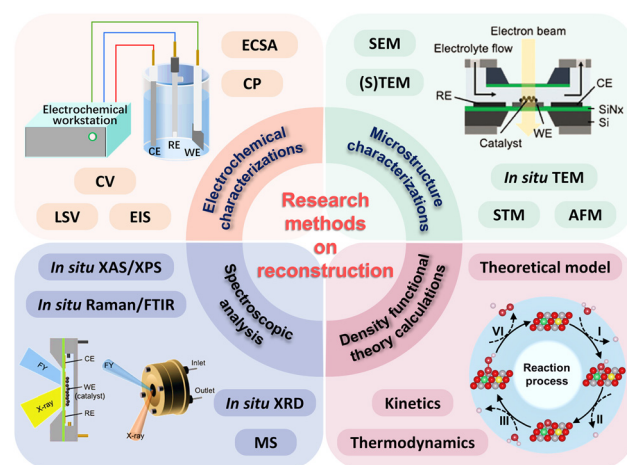 ECSA
CP
Electrochemical
workstation
CE
RE
WE
CV
LSV
EIS
Electrochemical
characterizations
SEM
(S)TEM
Electron beam
Electrolyte flow
RE
CE
SiNx
Si
WE
Catalyst
In situ TEM
STM
AFM
Microstructure
characterizations
Research
methods
on
reconstruction
In situ XAS/XPS
In situ Raman/FTIR
Spectroscopic
analysis
CE
FY
WE
(catalyst)
X-ray
RE
FY
Inlet
Outlet
X-ray
In situ XRD
MS
Density functional
theory calculations
Theoretical model
VI
I
Reaction
process
III
II
Kinetics
Thermodynamics